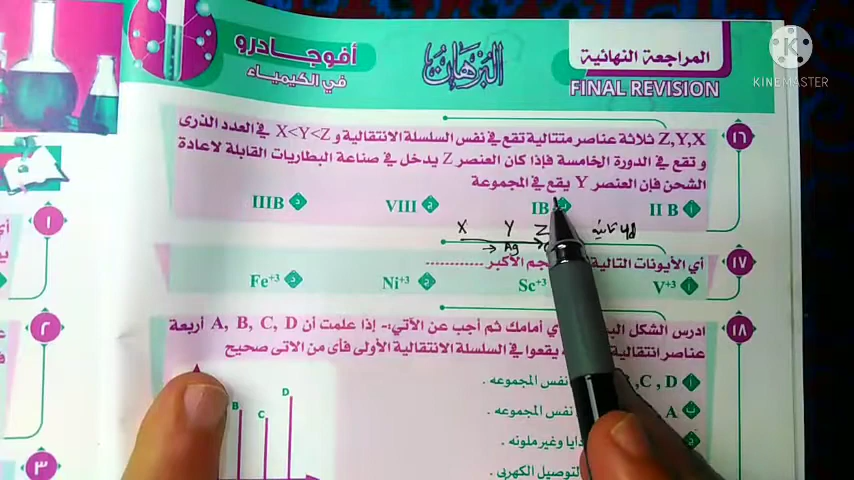 المراجعة النهائية
FINAL REVISION
البرهان
أفوجادرو
في الكيمياء
KINEMASTER
١٦ Z,Y,X ثلاثة عناصر متتالية تقع في نفس السلسلة الانتقالية و X<Y<Z في العدد الذرى
و تقع في الدورة الخامسة فإذا كان العنصر Z يدخل في صناعة البطاريات القابلة لاعادة
الشحن فإن العنصر Y يقع في المجموعة
أ II B ب IB ج VIII د IIIB
X Y Z 4d ثانية
Ag
١٧ أي الأيونات التالية الأكبر ............
أ V+3 Sc+3 ج Ni+3 د Fe+3
١٨ ادرس الشكل أمامك ثم أجب عن الآتي:- إذا علمت أن A, B, C, D أربعة
عناصر انتقالية يقعوا في السلسلة الانتقالية الأولى فأى من الاتى صحيح
أ ,C , D نفس المجموعه .
ب A نفس المجموعه .
وغير ملونه .
التوصيل الكهربى .
B C D
١
٢
٣